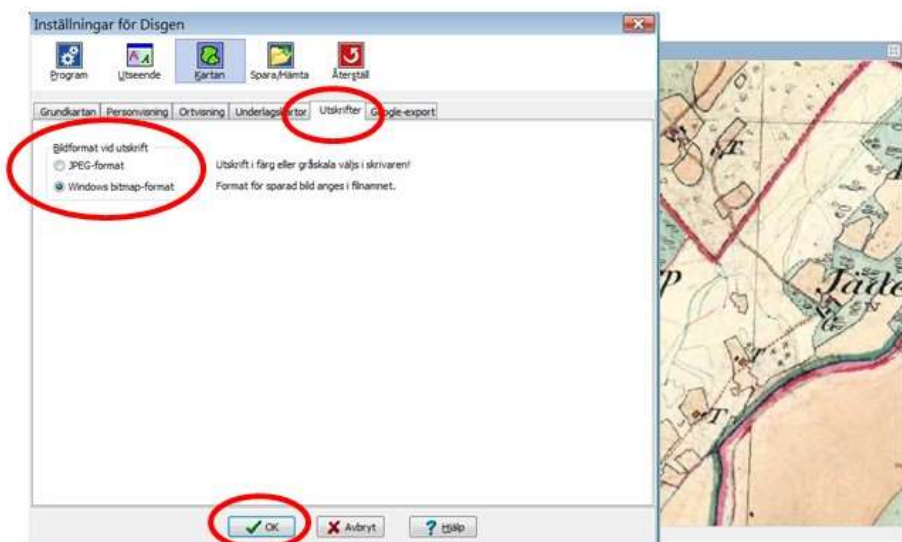 Inställningar för Disgen
Program Utseende Kartan Spara/Hämta Återställ
Grundkartan Personvisning Ortvisning Underlagskartor Utskrifter Google-export
Bildformat vid utskrift
JPEG-format Utskrift i färg eller gråskala väljs i skrivaren!
Windows bitmap-format Format för sparad bild anges i filnamnet.
OK Avbryt Hjälp
T.
P
Jäde
T
T